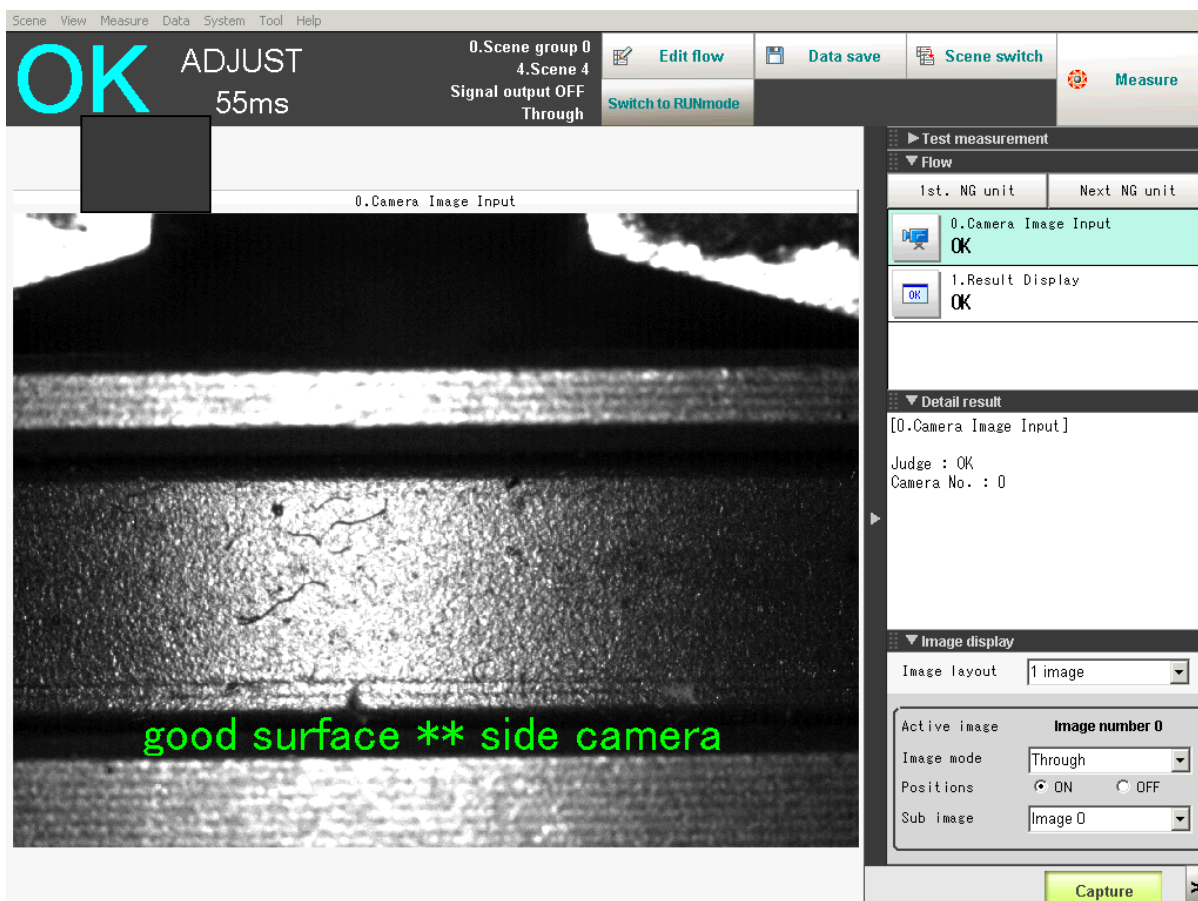 Scene View Measure Data System Tool Help
OK
ADJUST
55ms
0.Scene group 0
4.Scene 4
Signal output OFF
Through
Edit flow
Data save
Scene switch
Measure
Switch to RUNmode
Test measurement
Flow
1st. NG unit
Next NG unit
0.Camera Image Input
0.Camera Image Input
OK
OK
1.Result Display
OK
Detail result
[0.Camera Image Input]
Judge : OK
Camera No. : 0
good surface ** side camera
Image display
Image layout
1 image
Active image
Image number 0
Image mode
Through
Positions
ON
OFF
Sub image
Image 0
Capture
>